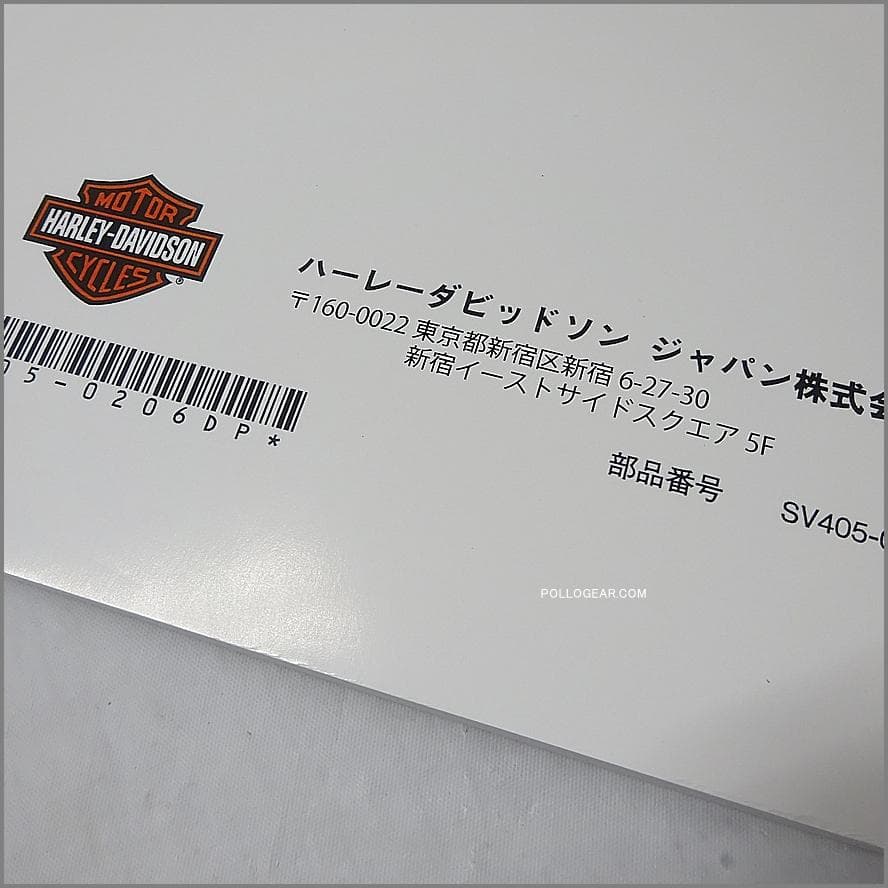 MOTOR
HARLEY-DAVIDSON
CYCLES
®
05-0206DP*
ハーレーダビッドソン ジャパン株式会
〒160-0022 東京都新宿区新宿 6-27-30
新宿イーストサイドスクエア 5F
部品番号 SV405-0
POLLOGEAR.COM